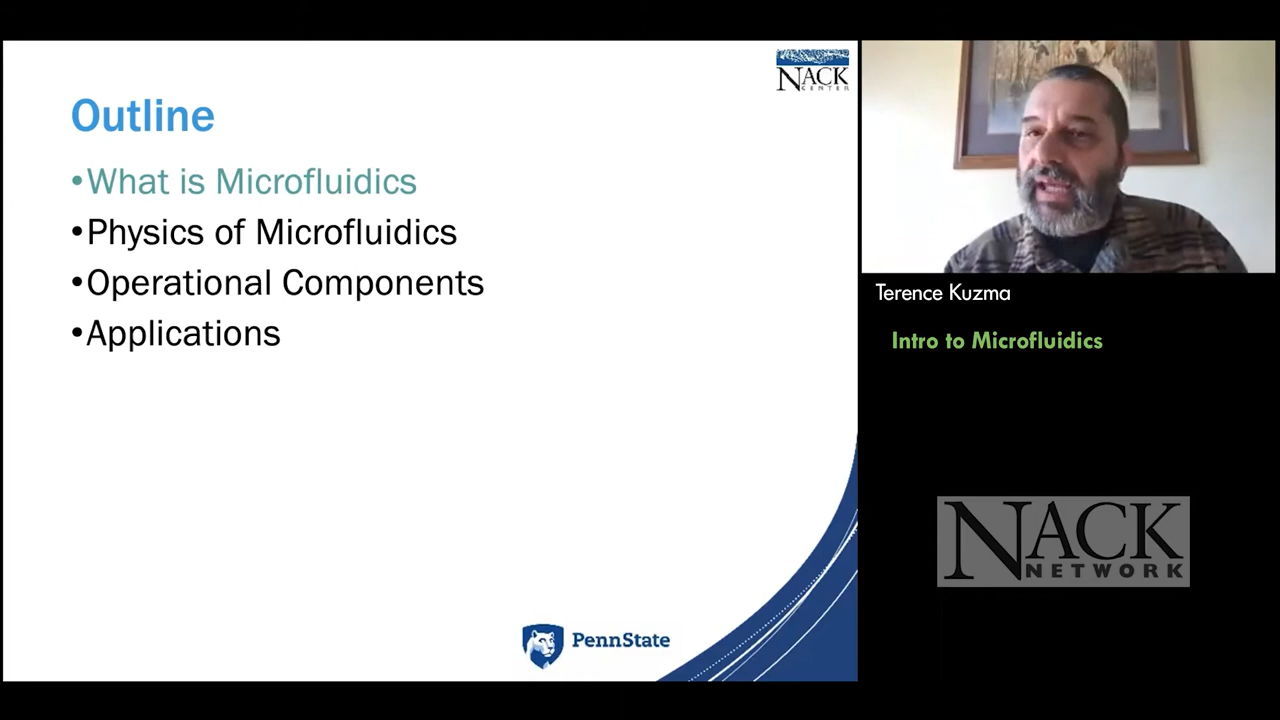 NACK
CENTER
Outline
•What is Microfluidics
•Physics of Microfluidics
•Operational Components
•Applications
PennState
Terence Kuzma
Intro to Microfluidics
NACK
NETWORK